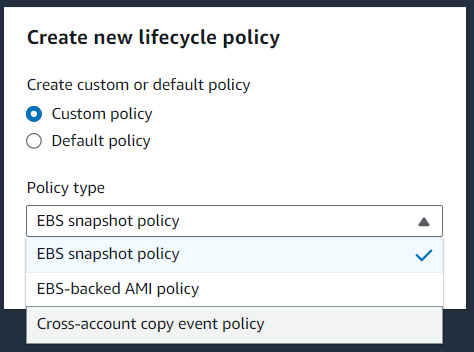 Create new lifecycle policy
Create custom or default policy
Custom policy
Default policy
Policy type
EBS snapshot policy
EBS snapshot policy
EBS-backed AMI policy
Cross-account copy event policy